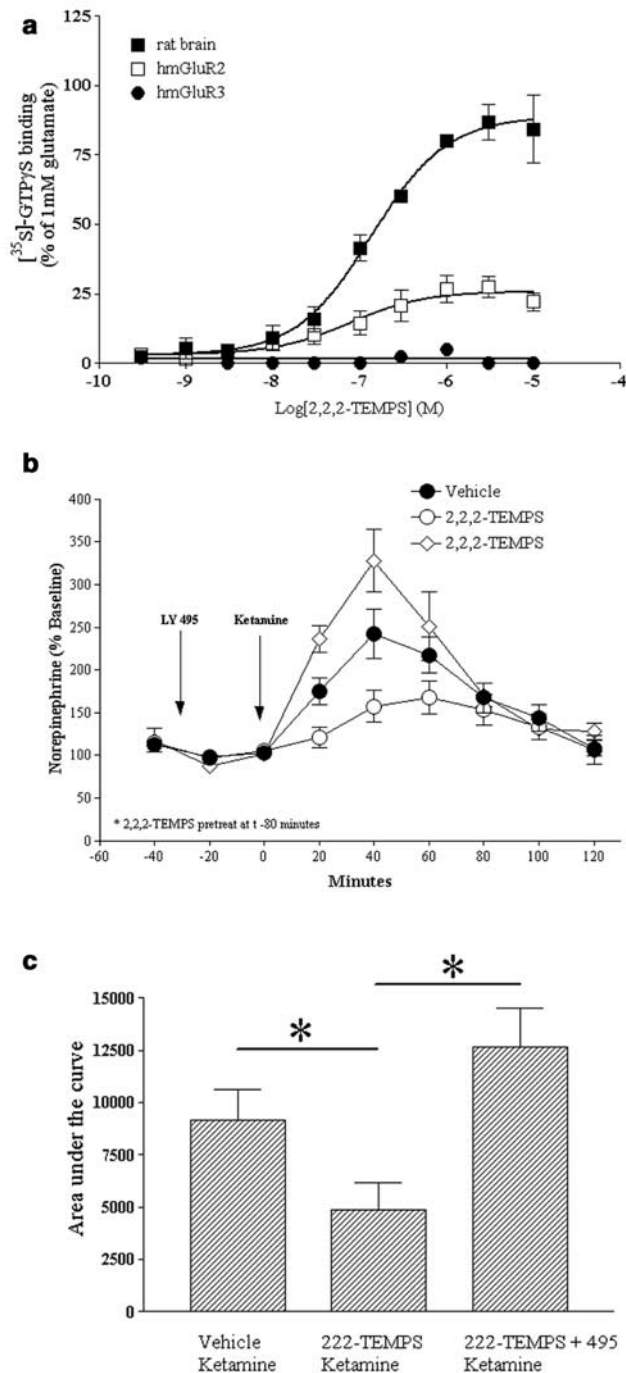 a
rat brain
hmGluR2
hmGluR3
[³⁵S]-GTPγS binding
(% of 1mM glutamate)
125
100
75
50
25
0
-10 -9 -8 -7 -6 -5 -4
Log[2,2,2-TEMPS] (M)
b
Vehicle
2,2,2-TEMPS
2,2,2-TEMPS
Norepinephrine (% Baseline)
400
350
300
250
200
150
100
50
0
LY 495
Ketamine
* 2,2,2-TEMPS pretreat at t -80 minutes
-60 -40 -20 0 20 40 60 80 100 120
Minutes
c
Area under the curve
15000
12500
10000
7500
5000
2500
0
*
*
Vehicle
Ketamine
222-TEMPS
Ketamine
222-TEMPS + 495
Ketamine